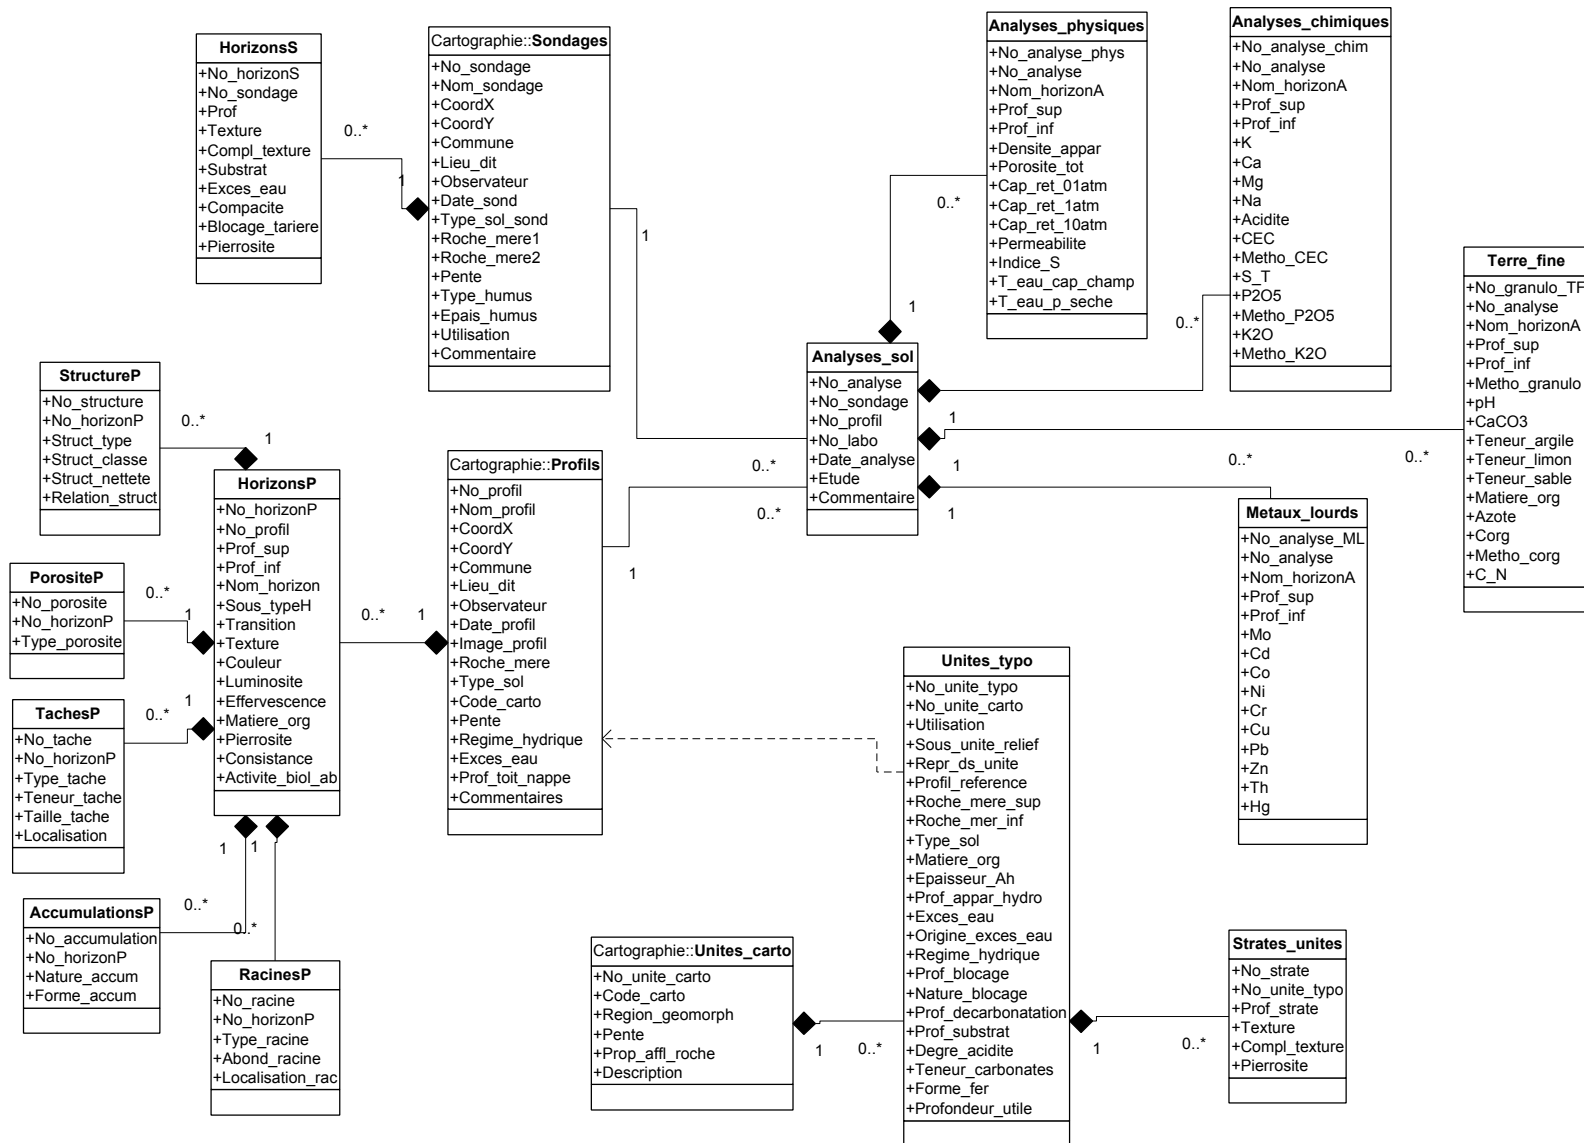 HorizonsS
+No_horizonS
+No_sondage
+Prof
+Texture
+Compl_texture
+Substrat
+Exces_eau
+Compacite
+Blocage_tariere
+Pierrosite
0..*
1
Cartographie::Sondages
+No_sondage
+Nom_sondage
+CoordX
+CoordY
+Commune
+Lieu_dit
+Observateur
+Date_sond
+Type_sol_sond
+Roche_mere1
+Roche_mere2
+Pente
+Type_humus
+Epais_humus
+Utilisation
+Commentaire
1
0..*
Analyses_physiques
+No_analyse_phys
+No_analyse
+Nom_horizonA
+Prof_sup
+Prof_inf
+Densite_appar
+Porosite_tot
+Cap_ret_01atm
+Cap_ret_1atm
+Cap_ret_10atm
+Permeabilite
+Indice_S
+T_eau_cap_champ
+T_eau_p_seche
0..*
1
Analyses_chimiques
+No_analyse_chim
+No_analyse
+Nom_horizonA
+Prof_sup
+Prof_inf
+K
+Ca
+Mg
+Na
+Acidite
+CEC
+Metho_CEC
+S_T
+P2O5
+Metho_P2O5
+K2O
+Metho_K2O
0..*
1
Terre_fine
+No_granulo_TF
+No_analyse
+Nom_horizonA
+Prof_sup
+Prof_inf
+Metho_granulo
+pH
+CaCO3
+Teneur_argile
+Teneur_limon
+Teneur_sable
+Matiere_org
+Azote
+Corg
+Metho_corg
+C_N
0..*
1
Analyses_sol
+No_analyse
+No_sondage
+No_profil
+No_labo
+Date_analyse
+Etude
+Commentaire
0..*
1
Metaux_lourds
+No_analyse_ML
+No_analyse
+Nom_horizonA
+Prof_sup
+Prof_inf
+Mo
+Cd
+Co
+Ni
+Cr
+Cu
+Pb
+Zn
+Th
+Hg
0..*
StructureP
+No_structure
+No_horizonP
+Struct_type
+Struct_classe
+Struct_nettete
+Relation_struct
0..*
1
HorizonsP
+No_horizonP
+No_profil
+Prof_sup
+Prof_inf
+Nom_horizon
+Sous_typeH
+Transition
+Texture
+Couleur
+Luminosite
+Effervescence
+Matiere_org
+Pierrosite
+Consistance
+Activite_biol_ab
0..*
1
Cartographie::Profils
+No_profil
+Nom_profil
+CoordX
+CoordY
+Commune
+Lieu_dit
+Observateur
+Date_profil
+Image_profil
+Roche_mere
+Type_sol
+Code_carto
+Pente
+Regime_hydrique
+Exces_eau
+Prof_toit_nappe
+Commentaires
1
PorositeP
+No_porosite
+No_horizonP
+Type_porosite
0..*
1
TachesP
+No_tache
+No_horizonP
+Type_tache
+Teneur_tache
+Taille_tache
+Localisation
0..*
1
AccumulationsP
+No_accumulation
+No_horizonP
+Nature_accum
+Forme_accum
0..*
1
RacinesP
+No_racine
+No_horizonP
+Type_racine
+Abond_racine
+Localisation_rac
0..*
1
Unites_typo
+No_unite_typo
+No_unite_carto
+Utilisation
+Sous_unite_relief
+Repr_ds_unite
+Profil_reference
+Roche_mere_sup
+Roche_mer_inf
+Type_sol
+Matiere_org
+Epaisseur_Ah
+Prof_appar_hydro
+Exces_eau
+Origine_exces_eau
+Regime_hydrique
+Prof_blocage
+Nature_blocage
+Prof_decarbonatation
+Prof_substrat
+Degre_acidite
+Teneur_carbonates
+Forme_fer
+Profondeur_utile
Cartographie::Unites_carto
+No_unite_carto
+Code_carto
+Region_geomorph
+Pente
+Prop_affl_roche
+Description
1
0..*
Strates_unites
+No_strate
+No_unite_typo
+Prof_strate
+Texture
+Compl_texture
+Pierrosite
1
0..*